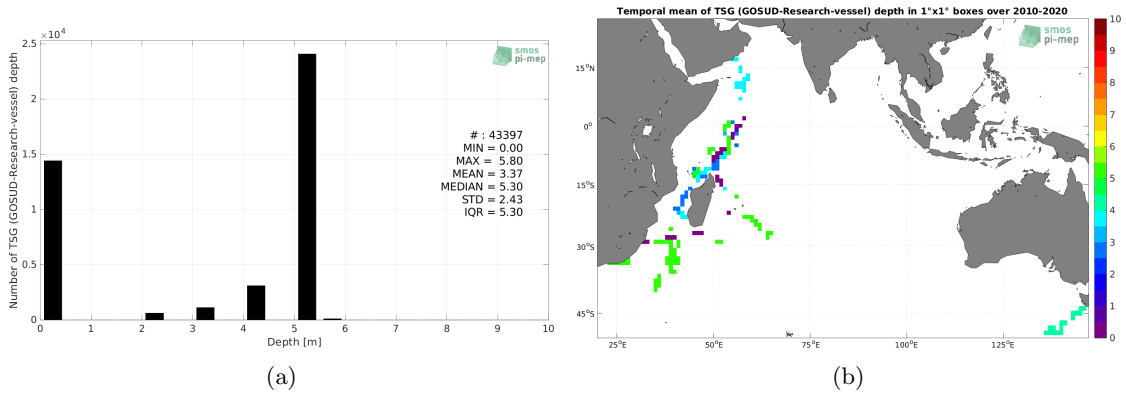 ×10⁴
2.5
2
1.5
1
0.5
0
0 1 2 3 4 5 6 7 8 9 10
Number of TSG (GOSUD-Research-vessel) depth
Depth [m]
smos
pi-mep
# : 43397
MIN = 0.00
MAX = 5.80
MEAN = 3.37
MEDIAN = 5.30
STD = 2.43
IQR = 5.30
(a)
Temporal mean of TSG (GOSUD-Research-vessel) depth in 1°x1° boxes over 2010-2020
smos
pi-mep
15°N
0°
15°S
30°S
45°S
25°E 50°E 75°E 100°E 125°E
10
9
8
7
6
5
4
3
2
1
0
(b)